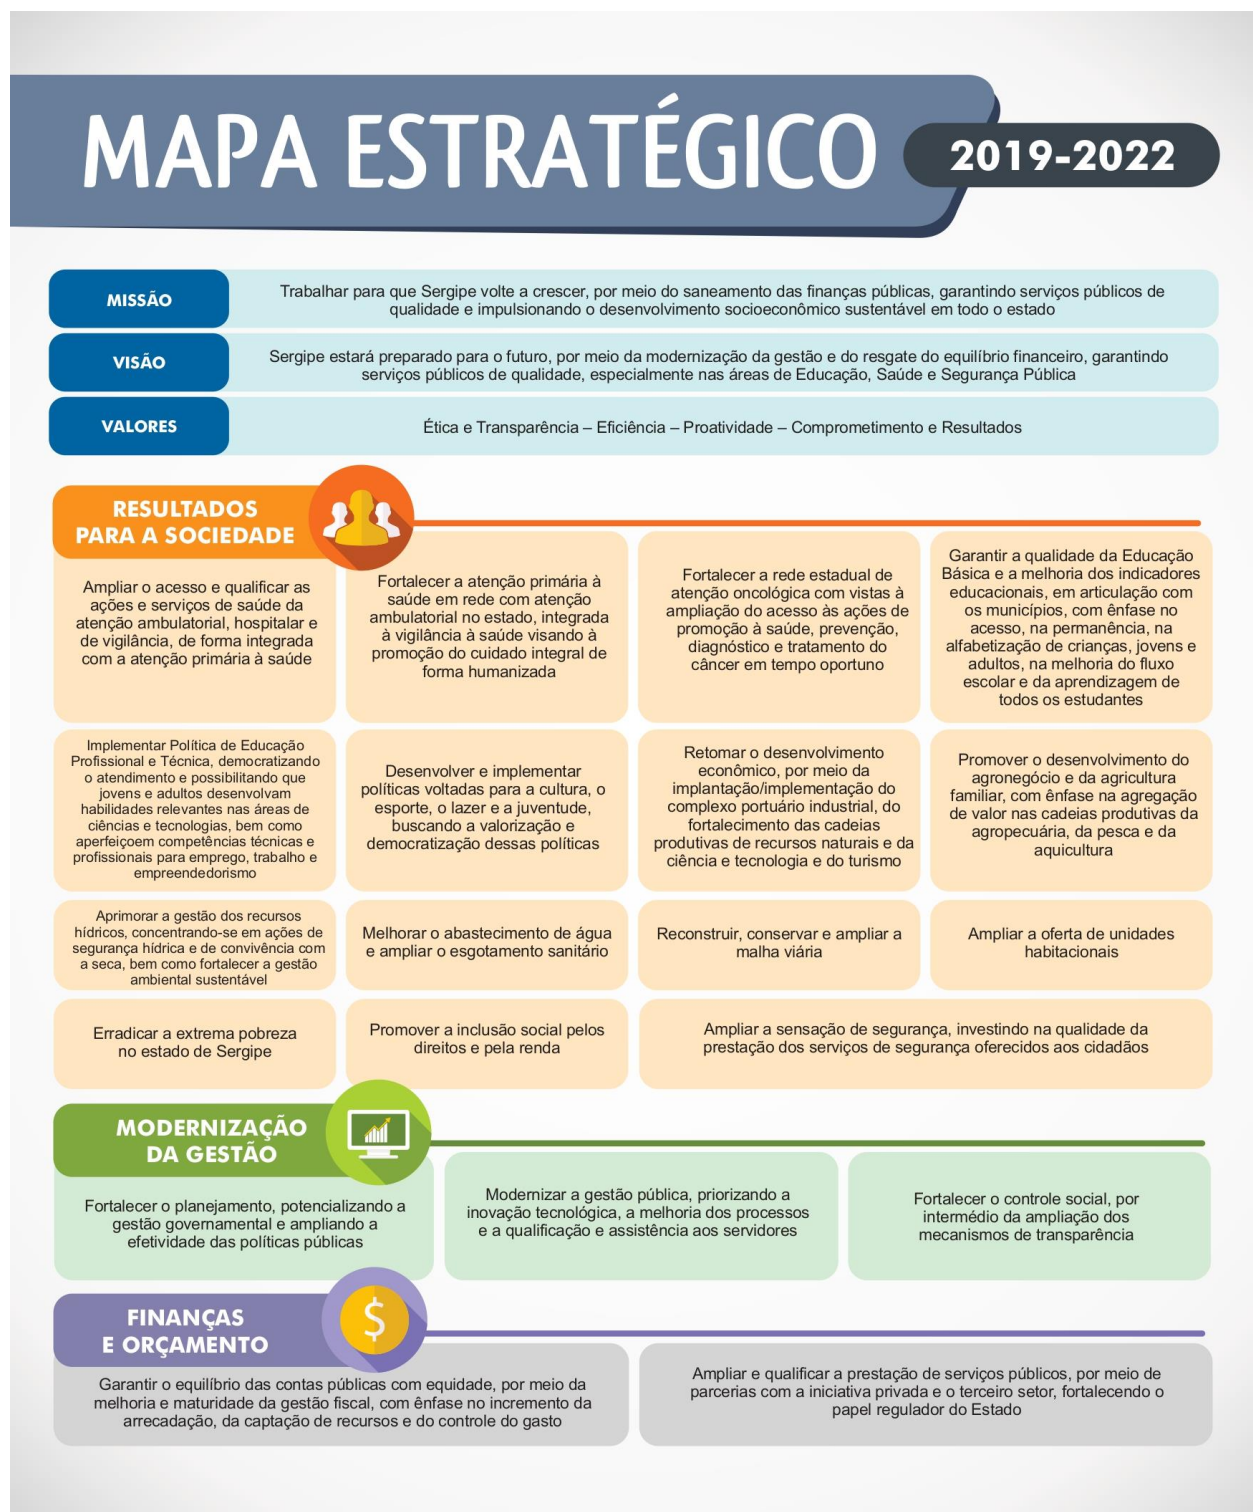 MAPA ESTRATÉGICO
2019-2022
MISSÃO
Trabalhar para que Sergipe volte a crescer, por meio do saneamento das finanças públicas, garantindo serviços públicos de
qualidade e impulsionando o desenvolvimento socioeconômico sustentável em todo o estado
VISÃO
Sergipe estará preparado para o futuro, por meio da modernização da gestão e do resgate do equilíbrio financeiro, garantindo
serviços públicos de qualidade, especialmente nas áreas de Educação, Saúde e Segurança Pública
VALORES
Ética e Transparência – Eficiência – Proatividade – Comprometimento e Resultados
RESULTADOS
PARA A SOCIEDADE
Ampliar o acesso e qualificar as
ações e serviços de saúde da
atenção ambulatorial, hospitalar e
de vigilância, de forma integrada
com a atenção primária à saúde
Fortalecer a atenção primária à
saúde em rede com atenção
ambulatorial no estado, integrada
à vigilância à saúde visando à
promoção do cuidado integral de
forma humanizada
Fortalecer a rede estadual de
atenção oncológica com vistas à
ampliação do acesso às ações de
promoção à saúde, prevenção,
diagnóstico e tratamento do
câncer em tempo oportuno
Garantir a qualidade da Educação
Básica e a melhoria dos indicadores
educacionais, em articulação com
os municípios, com ênfase no
acesso, na permanência, na
alfabetização de crianças, jovens e
adultos, na melhoria do fluxo
escolar e da aprendizagem de
todos os estudantes
Implementar Política de Educação
Profissional e Técnica, democratizando
o atendimento e possibilitando que
jovens e adultos desenvolvam
habilidades relevantes nas áreas de
ciências e tecnologias, bem como
aperfeiçoem competências técnicas e
profissionais para emprego, trabalho e
empreendedorismo
Desenvolver e implementar
políticas voltadas para a cultura, o
esporte, o lazer e a juventude,
buscando a valorização e
democratização dessas políticas
Retomar o desenvolvimento
econômico, por meio da
implantação/implementação do
complexo portuário industrial, do
fortalecimento das cadeias
produtivas de recursos naturais e da
ciência e tecnologia e do turismo
Promover o desenvolvimento do
agronegócio e da agricultura
familiar, com ênfase na agregação
de valor nas cadeias produtivas da
agropecuária, da pesca e da
aquicultura
Aprimorar a gestão dos recursos
hídricos, concentrando-se em ações de
segurança hídrica e de convivência com
a seca, bem como fortalecer a gestão
ambiental sustentável
Melhorar o abastecimento de água
e ampliar o esgotamento sanitário
Reconstruir, conservar e ampliar a
malha viária
Ampliar a oferta de unidades
habitacionais
Erradicar a extrema pobreza
no estado de Sergipe
Promover a inclusão social pelos
direitos e pela renda
Ampliar a sensação de segurança, investindo na qualidade da
prestação dos serviços de segurança oferecidos aos cidadãos
MODERNIZAÇÃO
DA GESTÃO
Fortalecer o planejamento, potencializando a
gestão governamental e ampliando a
efetividade das políticas públicas
Modernizar a gestão pública, priorizando a
inovação tecnológica, a melhoria dos processos
e a qualificação e assistência aos servidores
Fortalecer o controle social, por
intermédio da ampliação dos
mecanismos de transparência
FINANÇAS
E ORÇAMENTO
$
Garantir o equilíbrio das contas públicas com equidade, por meio da
melhoria e maturidade da gestão fiscal, com ênfase no incremento da
arrecadação, da captação de recursos e do controle do gasto
Ampliar e qualificar a prestação de serviços públicos, por meio de
parcerias com a iniciativa privada e o terceiro setor, fortalecendo o
papel regulador do Estado